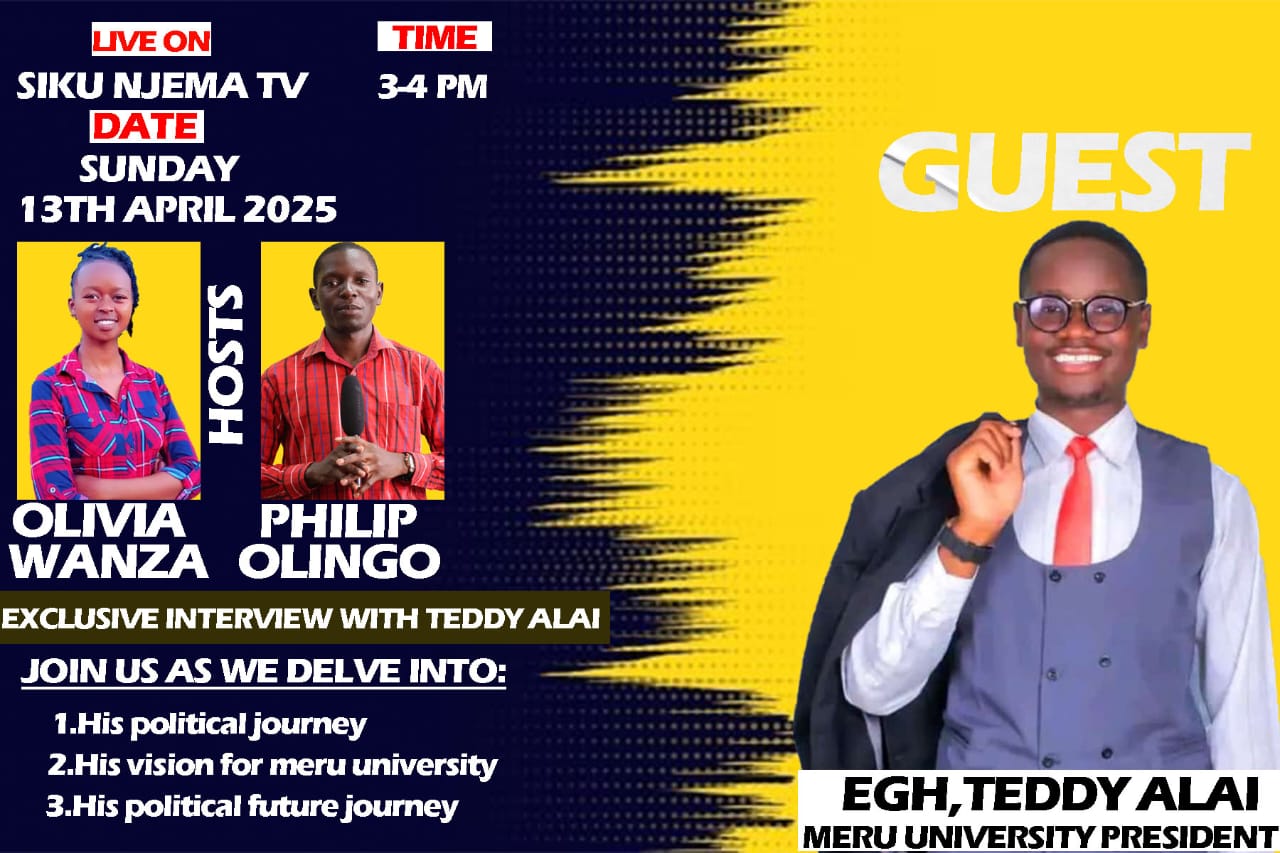 LIVE ON
SIKU NJEMA TV
DATE
SUNDAY
13TH APRIL 2025
TIME
3-4 PM
HOSTS
OLIVIA
WANZA
PHILIP
OLINGO
EXCLUSIVE INTERVIEW WITH TEDDY ALAI
JOIN US AS WE DELVE INTO:
1.His political journey
2.His vision for meru university
3.His political future journey
GUEST
EGH,TEDDY ALAI
MERU UNIVERSITY PRESIDENT